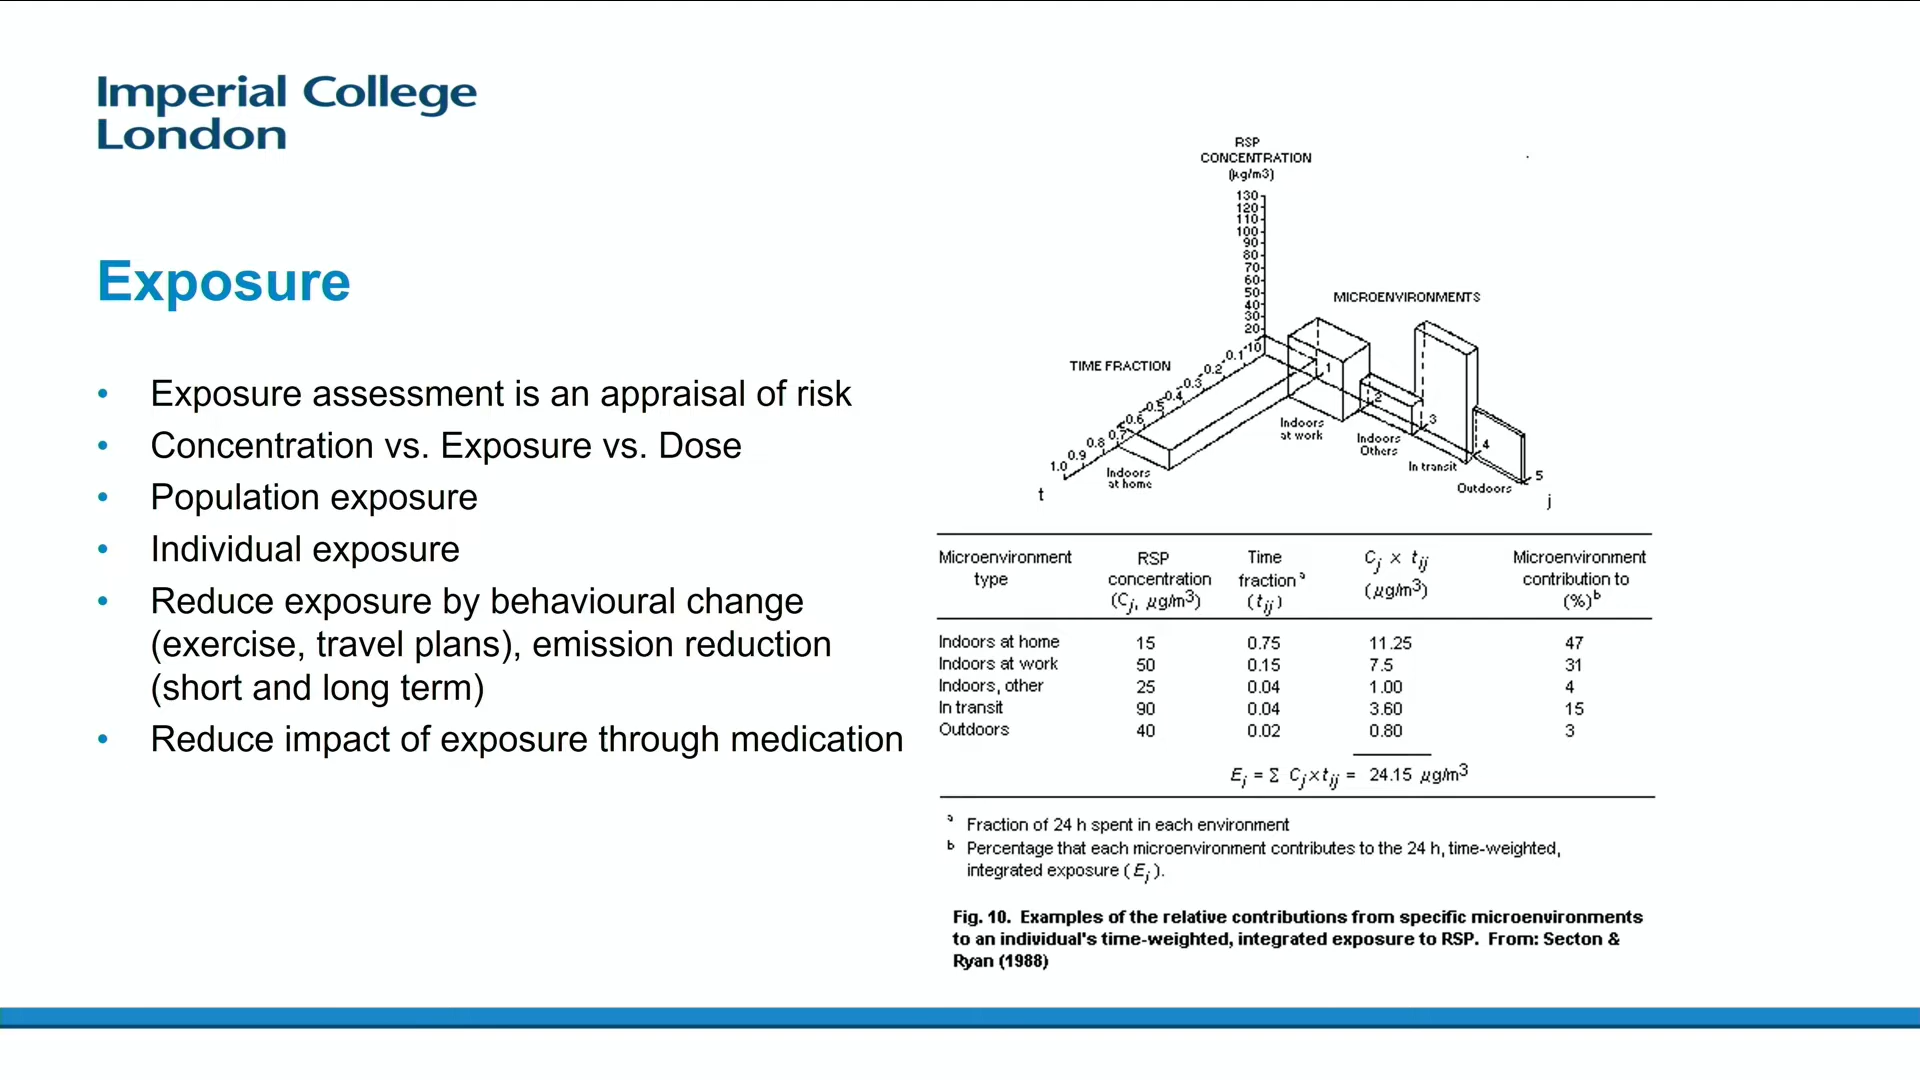 Imperial College
London
Exposure
• Exposure assessment is an appraisal of risk
• Concentration vs. Exposure vs. Dose
• Population exposure
• Individual exposure
• Reduce exposure by behavioural change
(exercise, travel plans), emission reduction
(short and long term)
• Reduce impact of exposure through medication
RSP
CONCENTRATION
(µg/m3)
130
120
110
100
90
80
70
60
50
40
30
20
10
MICROENVIRONMENTS
TIME FRACTION
0.1
0.2
0.3
0.4
0.5
0.6
0.7
0.8
0.9
1.0
t
Indoors
at home
1
Indoors
at work
2
Indoors
Others
3
In transit
4
Outdoors
5
j
Microenvironment type RSP concentration (Cj, µg/m3) Time fraction a (tij) Cj × tij (µg/m3) Microenvironment contribution to (%)b
Indoors at home 15 0.75 11.25 47
Indoors at work 50 0.15 7.5 31
Indoors, other 25 0.04 1.00 4
In transit 90 0.04 3.60 15
Outdoors 40 0.02 0.80 3
Ej = Σ Cj×tij = 24.15 µg/m3
a Fraction of 24 h spent in each environment
b Percentage that each microenvironment contributes to the 24 h, time-weighted,
integrated exposure (Ej).
Fig. 10. Examples of the relative contributions from specific microenvironments
to an individual's time-weighted, integrated exposure to RSP. From: Secton &
Ryan (1988)